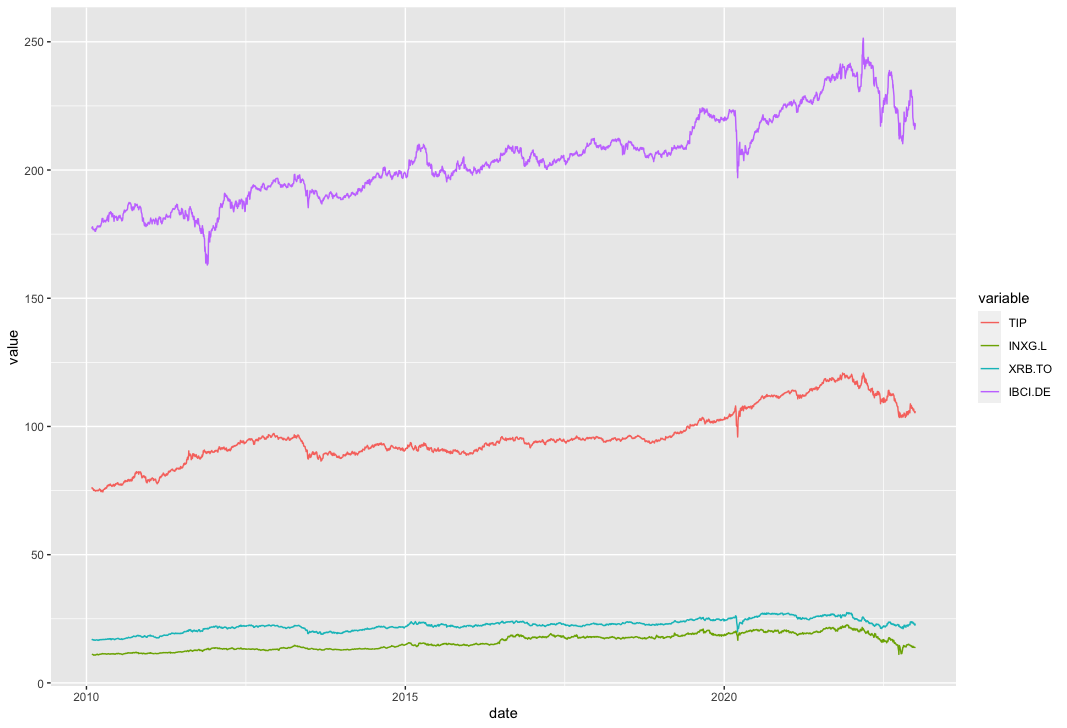 250
200
150
100
50
0
value
2010
2015
2020
date
variable
TIP
INXG.L
XRB.TO
IBCI.DE